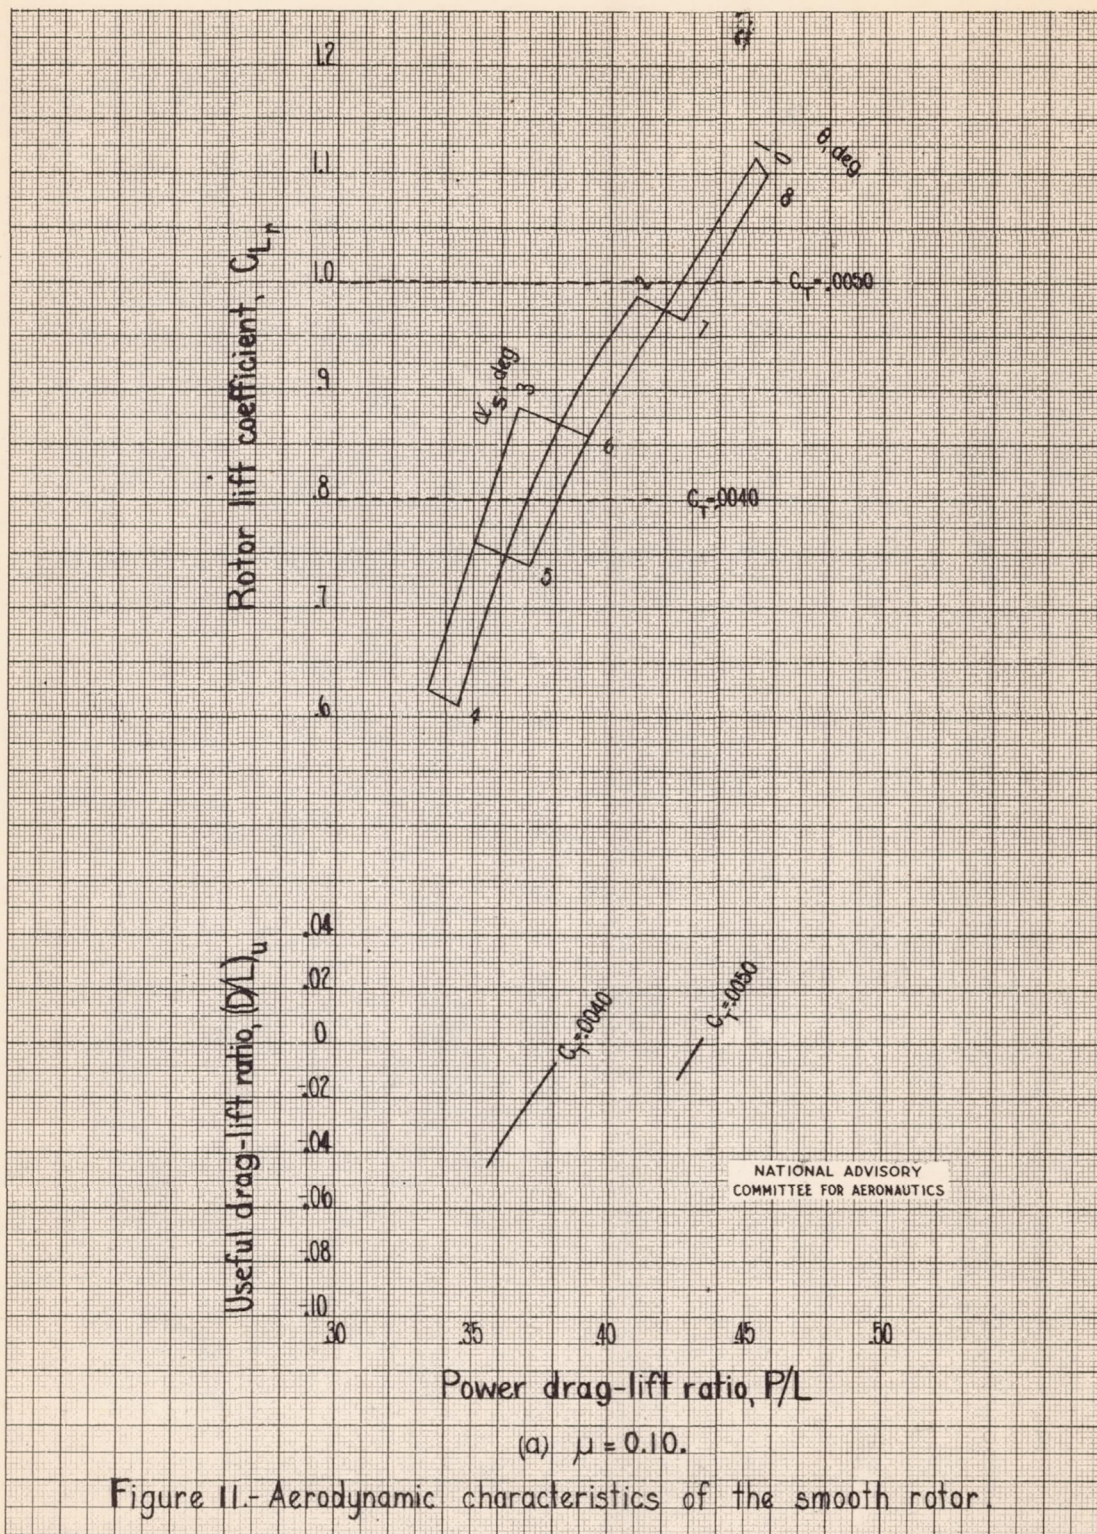 1.2
1.1
1.0
.9
.8
.7
.6
Rotor lift coefficient, C_Lr
θ, deg
1
0
8
2
7
C_T=.0050
α_s, deg
3
6
C_T=.0040
5
4
.04
.02
0
-.02
-.04
-.06
-.08
-.10
Useful drag-lift ratio, (D/L)_u
C_T=.0040
C_T=.0050
NATIONAL ADVISORY
COMMITTEE FOR AERONAUTICS
.30 .35 .40 .45 .50
Power drag-lift ratio, P/L
(a) μ = 0.10.
Figure 11.- Aerodynamic characteristics of the smooth rotor.